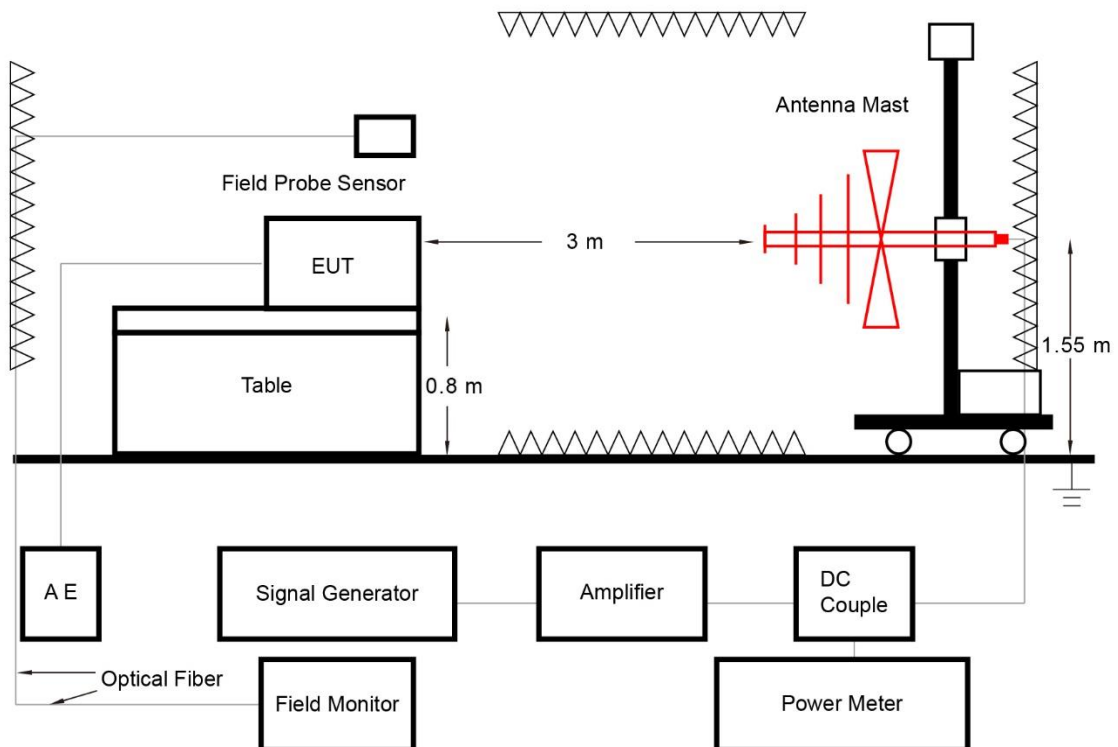 Antenna Mast
Field Probe Sensor
EUT
3 m
1.55 m
Table
0.8 m
A E
Signal Generator
Amplifier
DC
Couple
Optical Fiber
Field Monitor
Power Meter